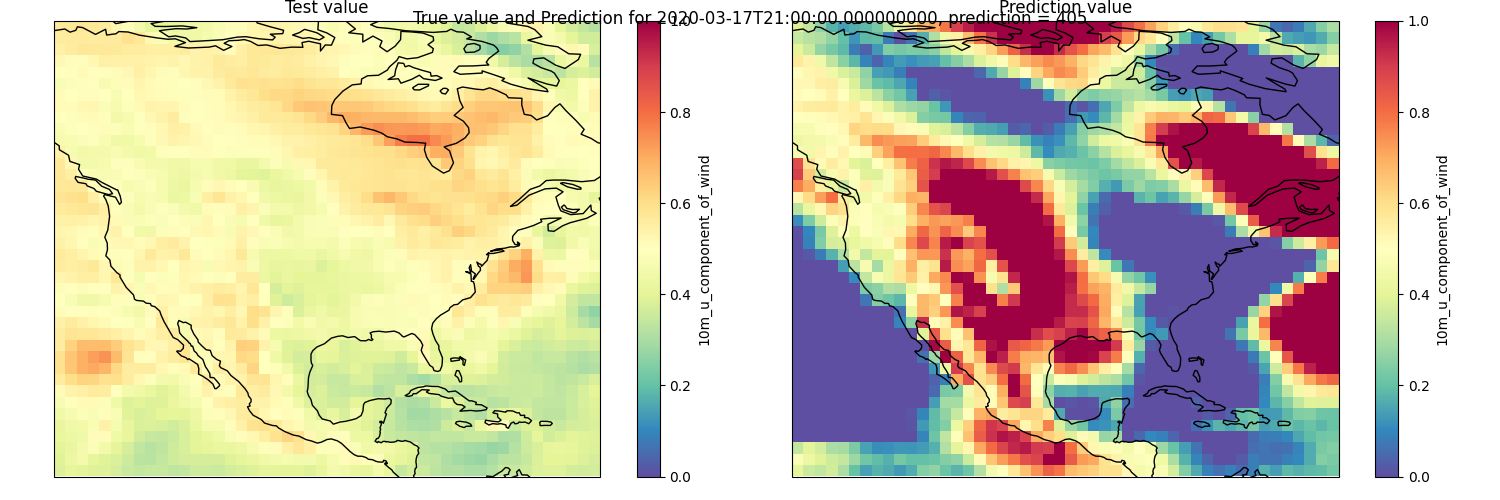 Test value
Prediction value
True value and Prediction for 2020-03-17T21:00:00.000000000, prediction = 405
1.0
0.8
0.6
0.4
0.2
0.0
10m_u_component_of_wind
1.0
0.8
0.6
0.4
0.2
0.0
10m_u_component_of_wind